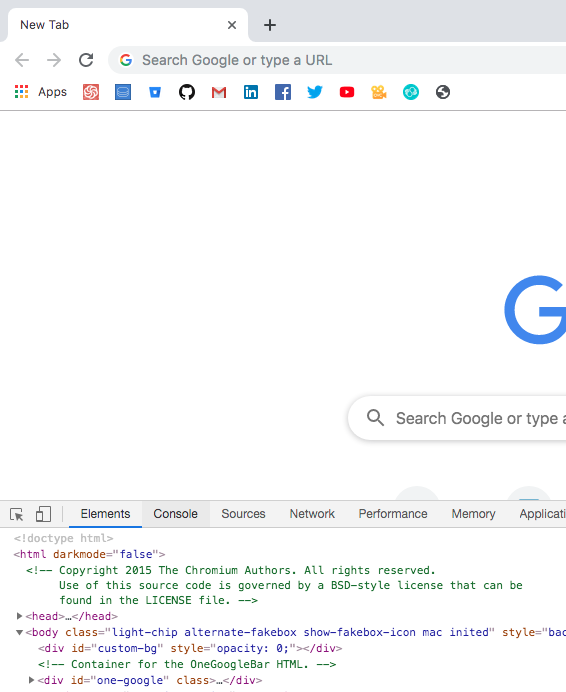 New Tab
Search Google or type a URL
Apps
G
Search Google or type a
Elements Console Sources Network Performance Memory Applicati
<!doctype html>
<html darkmode="false">
<!-- Copyright 2015 The Chromium Authors. All rights reserved.
Use of this source code is governed by a BSD-style license that can be
found in the LICENSE file. -->
<head>…</head>
<body class="light-chip alternate-fakebox show-fakebox-icon mac inited" style="bac
<div id="custom-bg" style="opacity: 0;"></div>
<!-- Container for the OneGoogleBar HTML. -->
<div id="one-google" class>…</div>